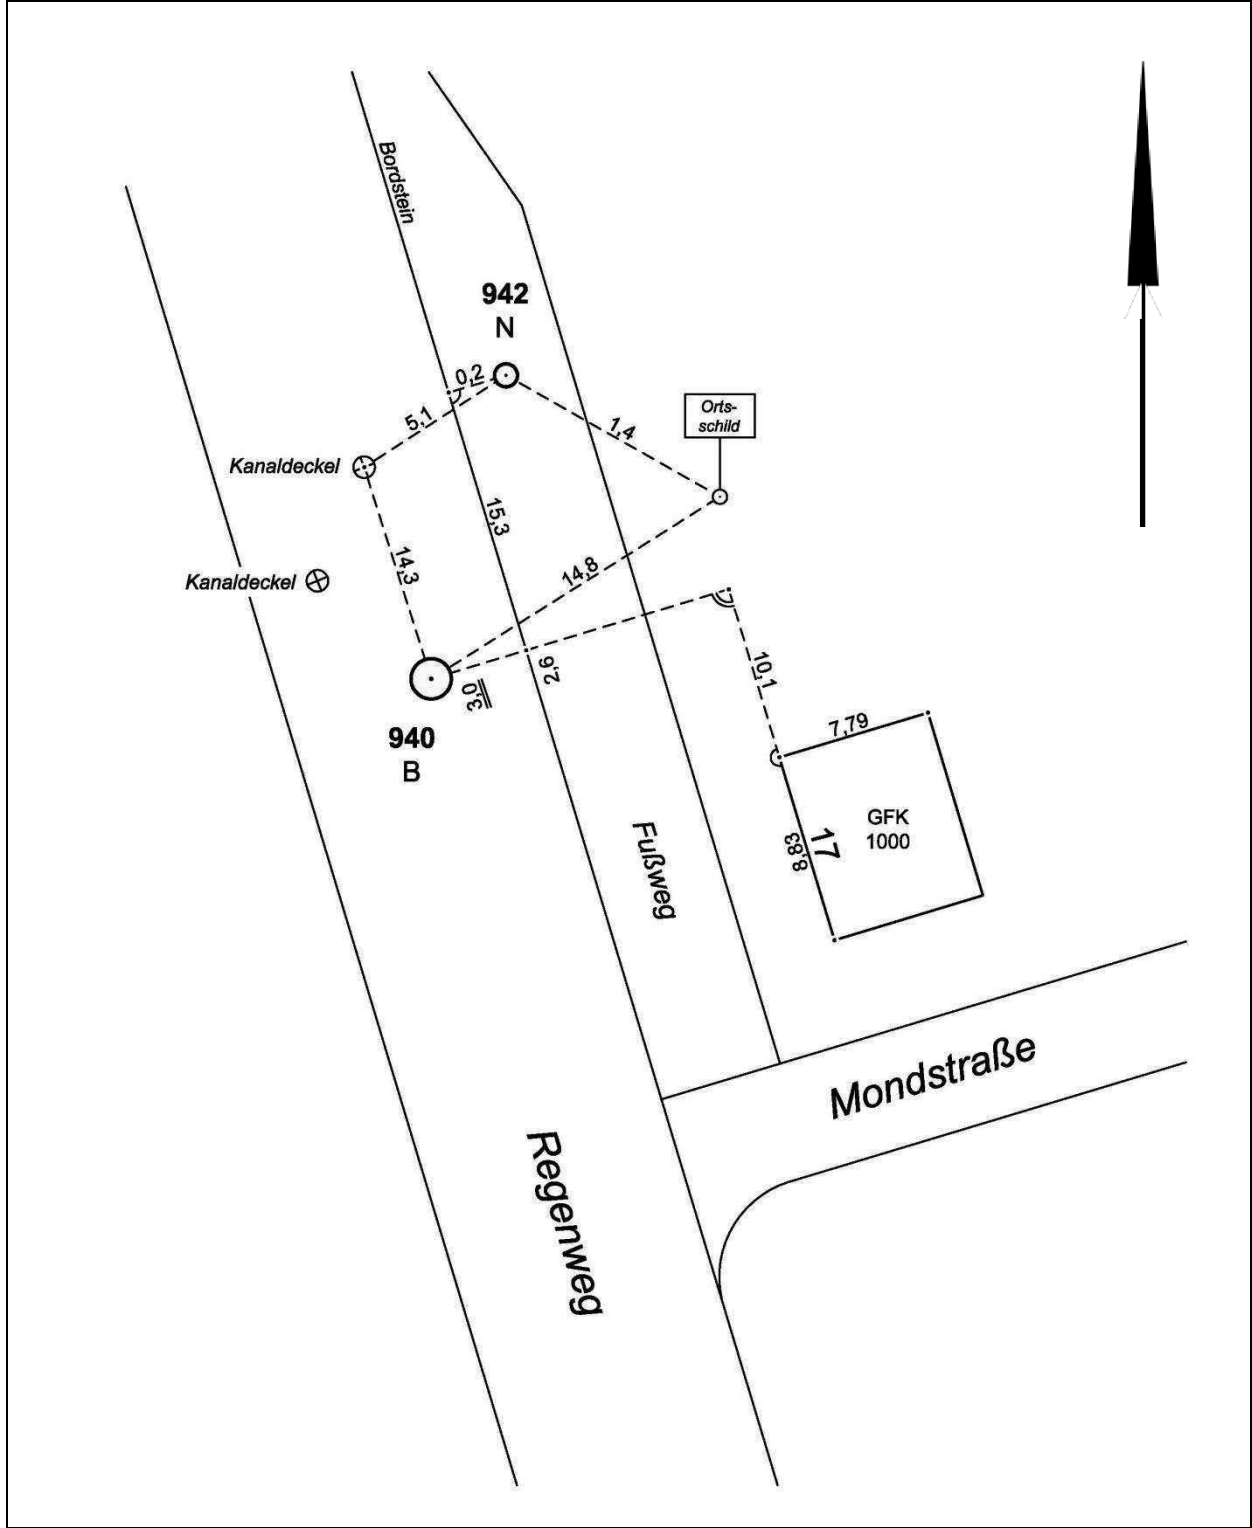 Bordstein
942
N
0,2
5,1
1,4
Orts-
schild
Kanaldeckel
15,3
14,3
14,8
Kanaldeckel
2,6
10,1
3,0
940
B
7,79
GFK
1000
17
8,83
Fußweg
Mondstraße
Regenweg